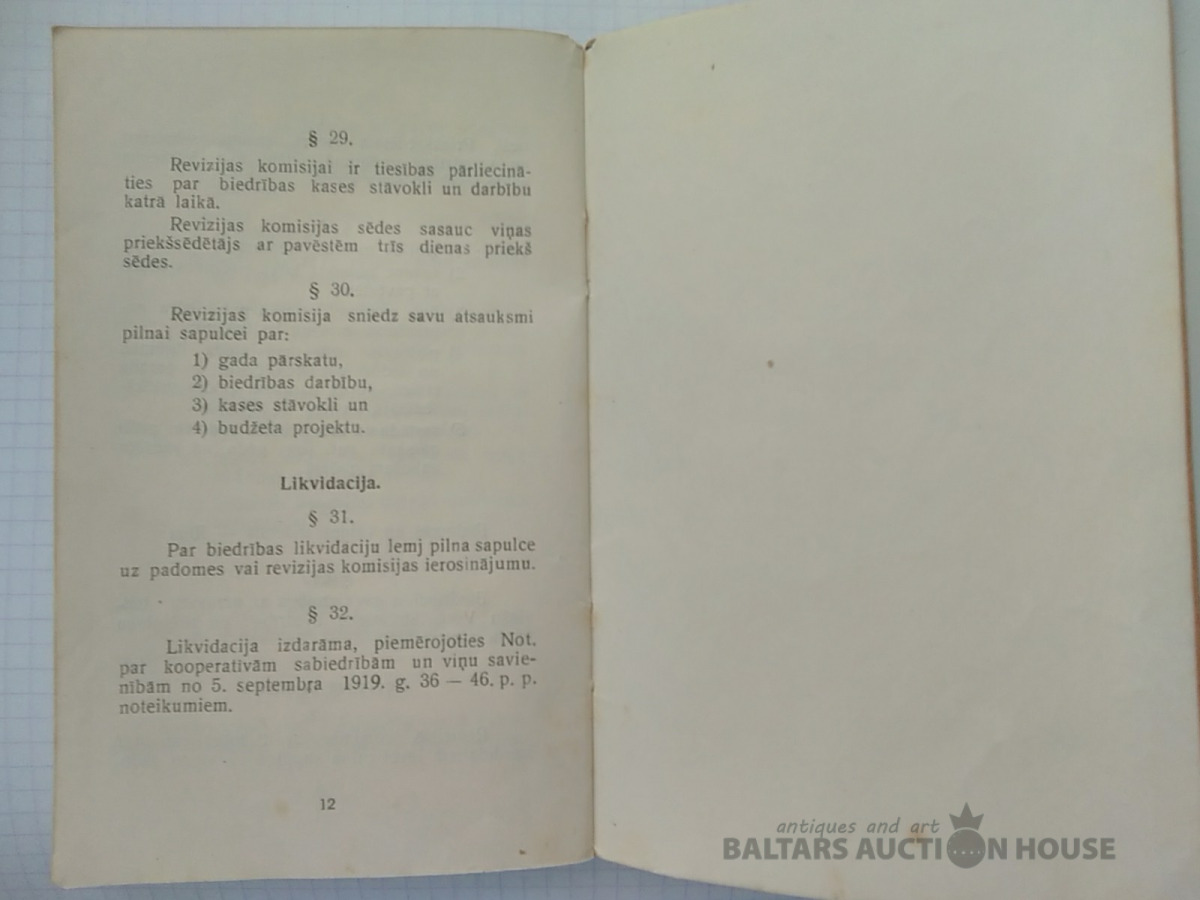 § 29.
Revizijas komisijai ir tiesības pārliecinā-
ties par biedrības kases stāvokli un darbību
katrā laikā.
Revizijas komisijas sēdes sasauc viņas
priekšsēdētājs ar pavēstēm trīs dienas priekš
sēdes.
§ 30.
Revizijas komisija sniedz savu atsauksmi
pilnai sapulcei par:
1) gada pārskatu,
2) biedrības darbību,
3) kases stāvokli un
4) budžeta projektu.
Likvidacija.
§ 31.
Par biedrības likvidaciju lemj pilna sapulce
uz padomes vai revizijas komisijas ierosinājumu.
§ 32.
Likvidacija izdarāma, piemērojoties Not.
par kooperativām sabiedrībām un viņu savie-
nībām no 5. septembŗa 1919. g. 36 — 46. p. p.
noteikumiem.
12
antiques and art
BALTARS AUCTION HOUSE